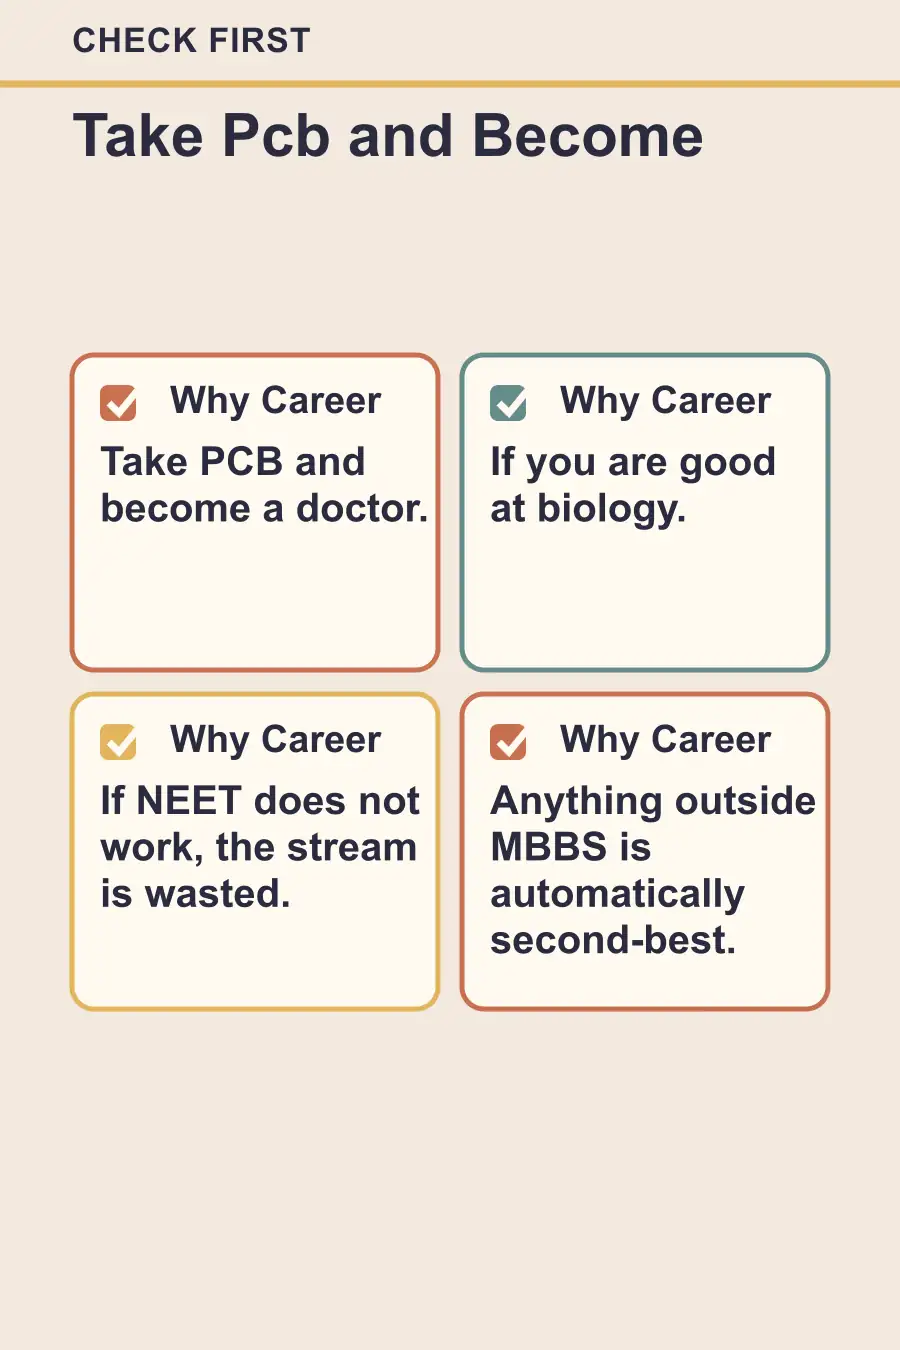 CHECK FIRST
Take Pcb and Become
Why Career
Take PCB and
become a doctor.
Why Career
If you are good
at biology.
Why Career
If NEET does not
work, the stream
is wasted.
Why Career
Anything outside
MBBS is
automatically
second-best.